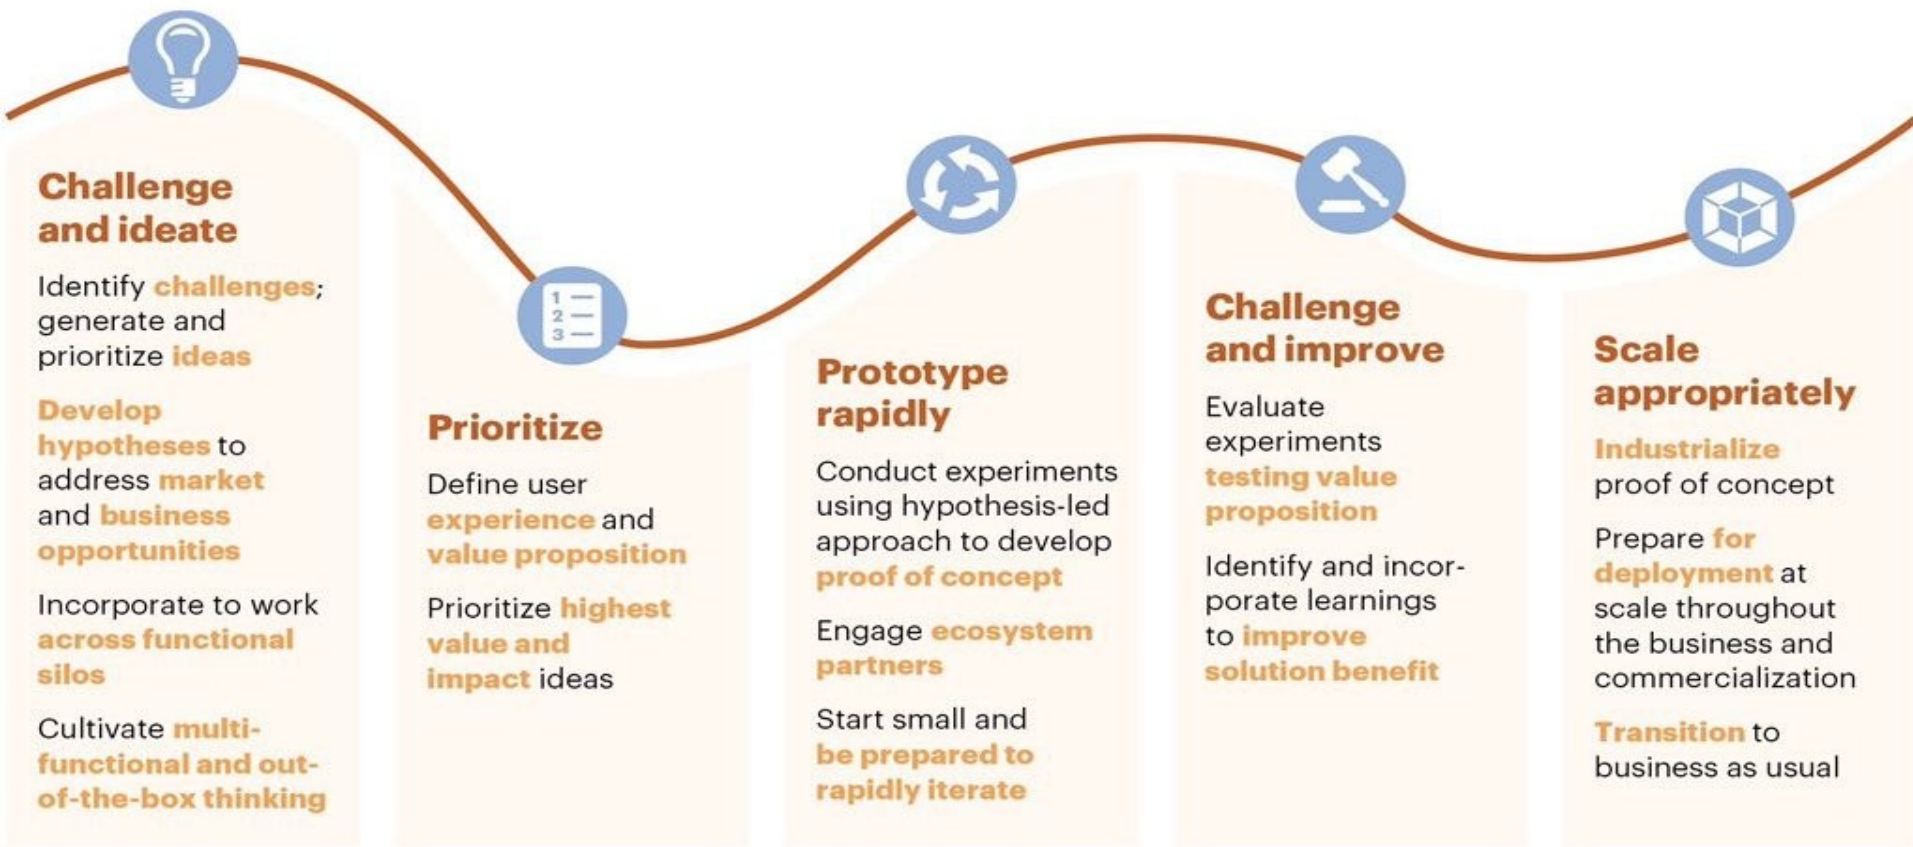 Challenge
and ideate
Identify challenges;
generate and
prioritize ideas
Develop
hypotheses to
address market
and business
opportunities
Incorporate to work
across functional
silos
Cultivate multi-
functional and out-
of-the-box thinking
1
2
3
Prioritize
Define user
experience and
value proposition
Prioritize highest
value and
impact ideas
Prototype
rapidly
Conduct experiments
using hypothesis-led
approach to develop
proof of concept
Engage ecosystem
partners
Start small and
be prepared to
rapidly iterate
Challenge
and improve
Evaluate
experiments
testing value
proposition
Identify and incor-
porate learnings
to improve
solution benefit
Scale
appropriately
Industrialize
proof of concept
Prepare for
deployment at
scale throughout
the business and
commercialization
Transition to
business as usual